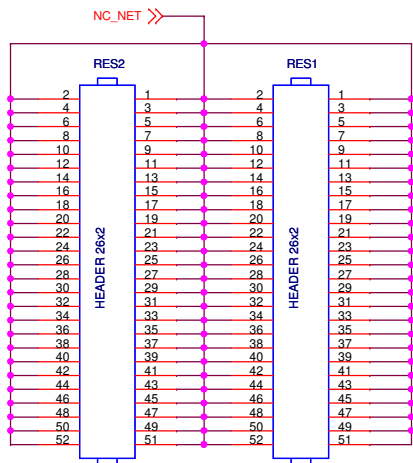 NC_NET
RES2 RES1
2 1 2 1
4 3 4 3
6 5 6 5
8 7 8 7
10 9 10 9
12 11 12 11
14 13 14 13
16 15 16 15
18 17 18 17
20 19 20 19
22 21 22 21
24 23 24 23
26 25 26 25
28 27 28 27
30 29 30 29
32 31 32 31
34 33 34 33
36 35 36 35
38 37 38 37
40 39 40 39
42 41 42 41
44 43 44 43
46 45 46 45
48 47 48 47
50 49 50 49
52 51 52 51
HEADER 26x2
HEADER 26x2